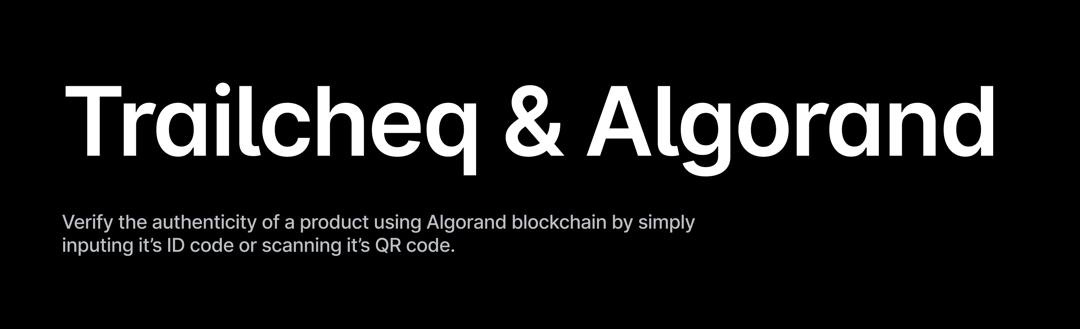 Trailcheq & Algorand
Verify the authenticity of a product using Algorand blockchain by simply
inputing it’s ID code or scanning it’s QR code.